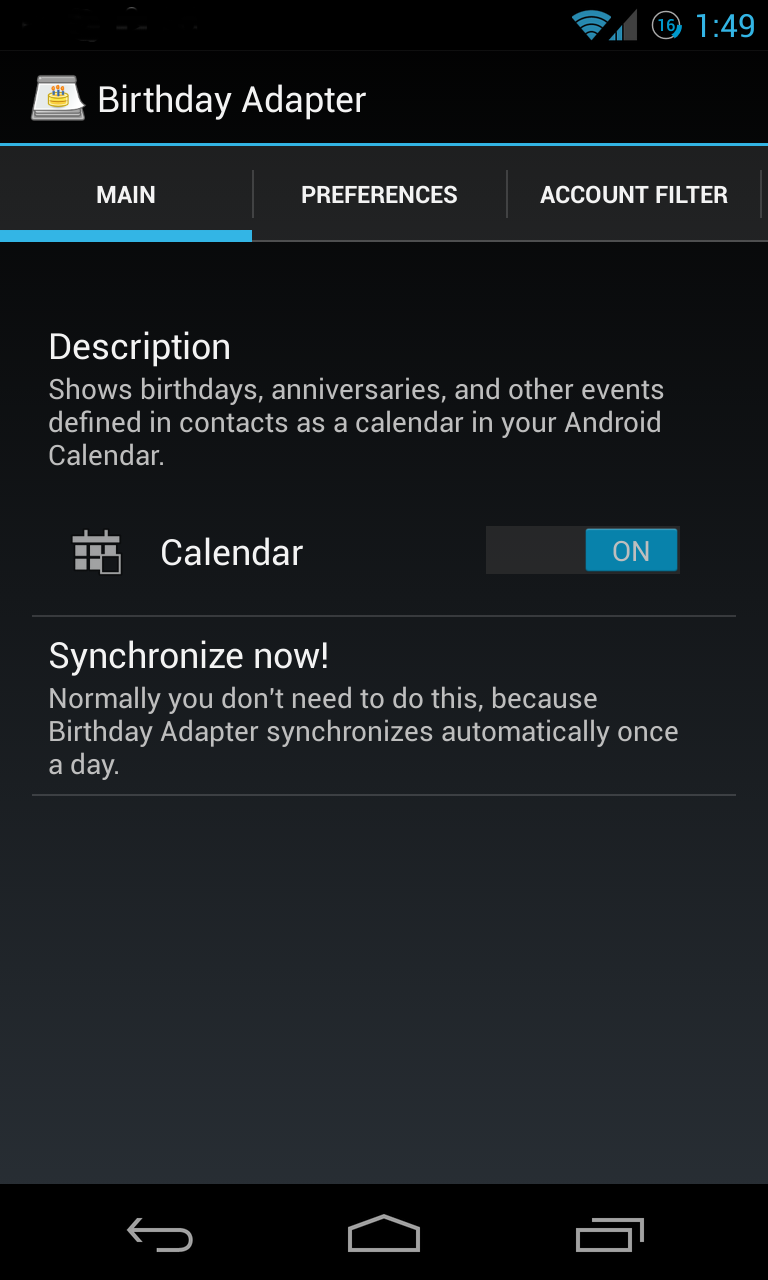 16 1:49
Birthday Adapter
MAIN PREFERENCES ACCOUNT FILTER
Description
Shows birthdays, anniversaries, and other events
defined in contacts as a calendar in your Android
Calendar.
Calendar ON
Synchronize now!
Normally you don't need to do this, because
Birthday Adapter synchronizes automatically once
a day.